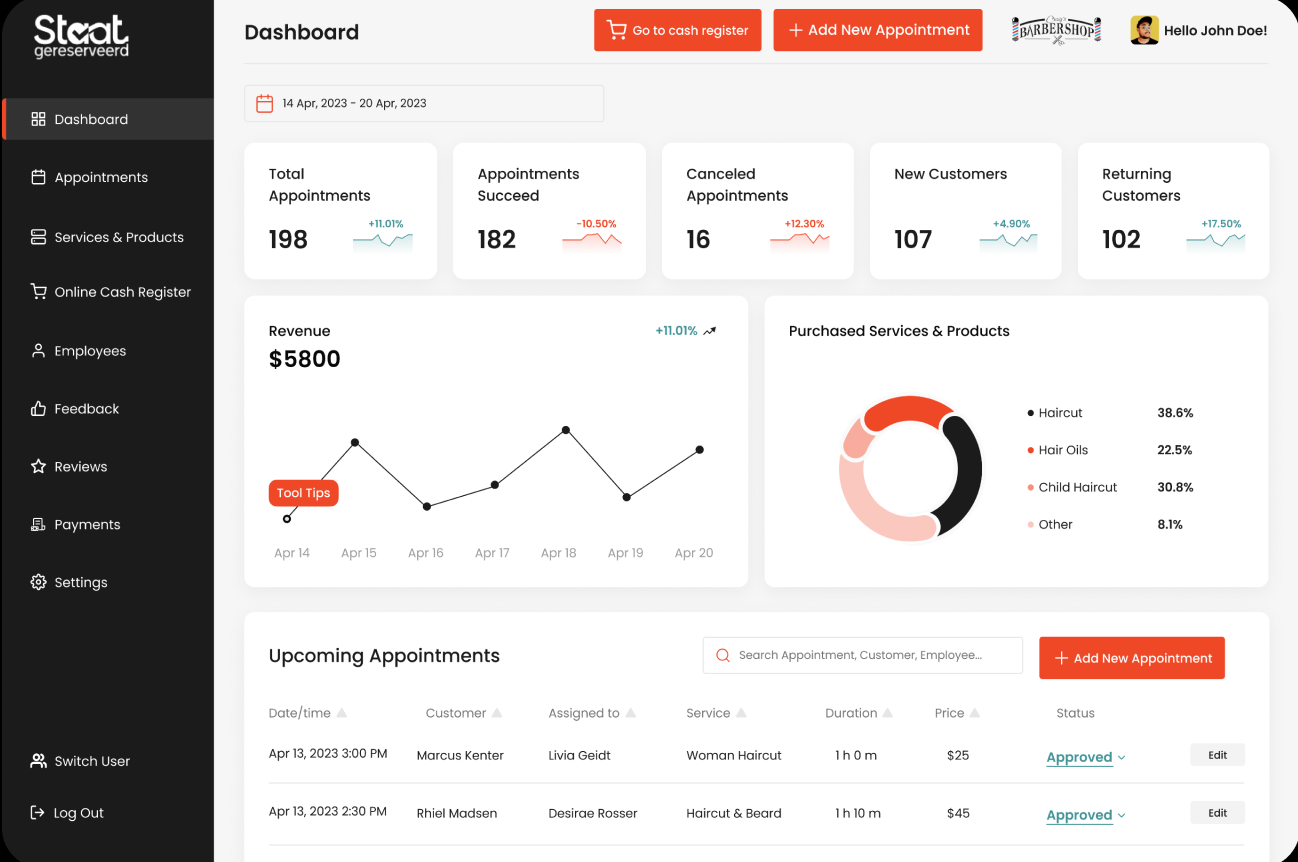 Staat
gereserveerd
Dashboard
Appointments
Services & Products
Online Cash Register
Employees
Feedback
Reviews
Payments
Settings
Switch User
Log Out
Dashboard
Go to cash register
Add New Appointment
BARBERSHOP
Hello John Doe!
14 Apr, 2023 - 20 Apr, 2023
Total
Appointments
198
+11.01%
Appointments
Succeed
182
-10.50%
Canceled
Appointments
16
+12.30%
New Customers
107
+4.90%
Returning
Customers
102
+17.50%
Revenue
$5800
+11.01%
Tool Tips
Apr 14 Apr 15 Apr 16 Apr 17 Apr 18 Apr 19 Apr 20
Purchased Services & Products
Haircut 38.6%
Hair Oils 22.5%
Child Haircut 30.8%
Other 8.1%
Upcoming Appointments
Search Appointment, Customer, Employee...
Add New Appointment
Date/time Customer Assigned to Service Duration Price Status
Apr 13, 2023 3:00 PM Marcus Kenter Livia Geidt Woman Haircut 1 h 0 m $25 Approved Edit
Apr 13, 2023 2:30 PM Rhiel Madsen Desirae Rosser Haircut & Beard 1 h 10 m $45 Approved Edit